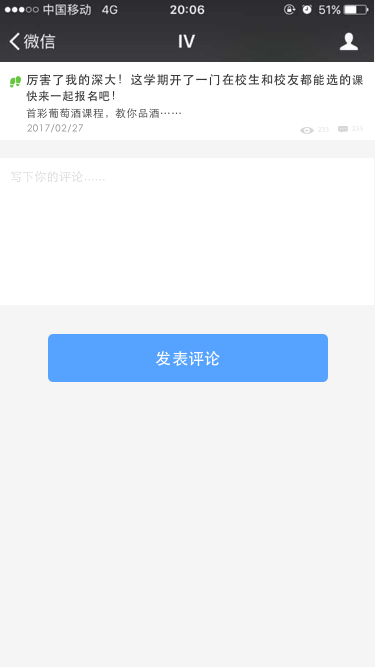 中国移动 4G 20:06 51%
微信 IV
厉害了我的深大！这学期开了一门在校生和校友都能选的课
快来一起报名吧！
首彩葡萄酒课程，教你品酒……
2017/02/27
写下你的评论......
发表评论